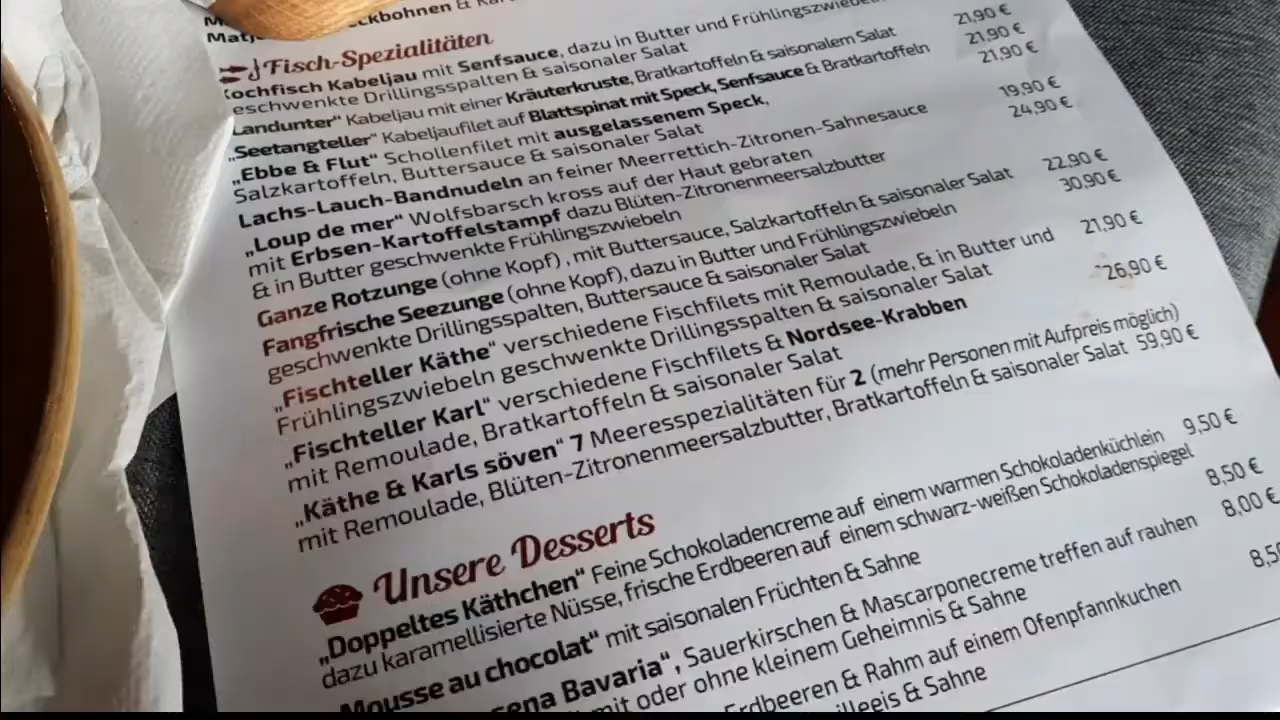 ckbohnen &
Matj
Fisch-Spezialitäten
ochfisch Kabeljau mit Senfsauce, dazu in Butter und Frühlingszwiebeln
eschwenkte Drillingsspalten & saisonaler Salat 21,90 €
Landunter“ Kabeljau mit einer Kräuterkruste, Bratkartoffeln & saisonalem Salat 21,90 €
„Seetangteller“ Kabeljaufilet auf Blattspinat mit Speck, Senfsauce & Bratkartoffeln 21,90 €
„Ebbe & Flut“ Schollenfilet mit ausgelassenem Speck,
Salzkartoffeln, Buttersauce & saisonaler Salat 19,90 €
Lachs-Lauch-Bandnudeln an feiner Meerrettich-Zitronen-Sahnesauce 24,90 €
„Loup de mer“ Wolfsbarsch kross auf der Haut gebraten
mit Erbsen-Kartoffelstampf dazu Blüten-Zitronenmeersalzbutter
& in Butter geschwenkte Frühlingszwiebeln 22,90 €
Ganze Rotzunge (ohne Kopf) , mit Buttersauce, Salzkartoffeln & saisonaler Salat 30,90 €
Fangfrische Seezunge (ohne Kopf), dazu in Butter und Frühlingszwiebeln
geschwenkte Drillingsspalten, Buttersauce & saisonaler Salat 21,90 €
„Fischteller Käthe“ verschiedene Fischfilets mit Remoulade, & in Butter und
Frühlingszwiebeln geschwenkte Drillingsspalten & saisonaler Salat 26,90 €
„Fischteller Karl“ verschiedene Fischfilets & Nordsee-Krabben
mit Remoulade, Bratkartoffeln & saisonaler Salat
„Käthe & Karls söven“ 7 Meeresspezialitäten für 2 (mehr Personen mit Aufpreis möglich)
mit Remoulade, Blüten-Zitronenmeersalzbutter, Bratkartoffeln & saisonaler Salat 59,90 €
Unsere Desserts
„Doppeltes Käthchen“ Feine Schokoladencreme auf einem warmen Schokoladenküchlein
dazu karamellisierte Nüsse, frische Erdbeeren auf einem schwarz-weißen Schokoladenspiegel 9,50 €
Mousse au chocolat“ mit saisonalen Früchten & Sahne 8,50 €
sena Bavaria“, Sauerkirschen & Mascarponecreme treffen auf rauhen 8,00 €
mit oder ohne kleinem Geheimnis & Sahne
Erdbeeren & Rahm auf einem Ofenpfannkuchen 8,50
illeeis & Sahne